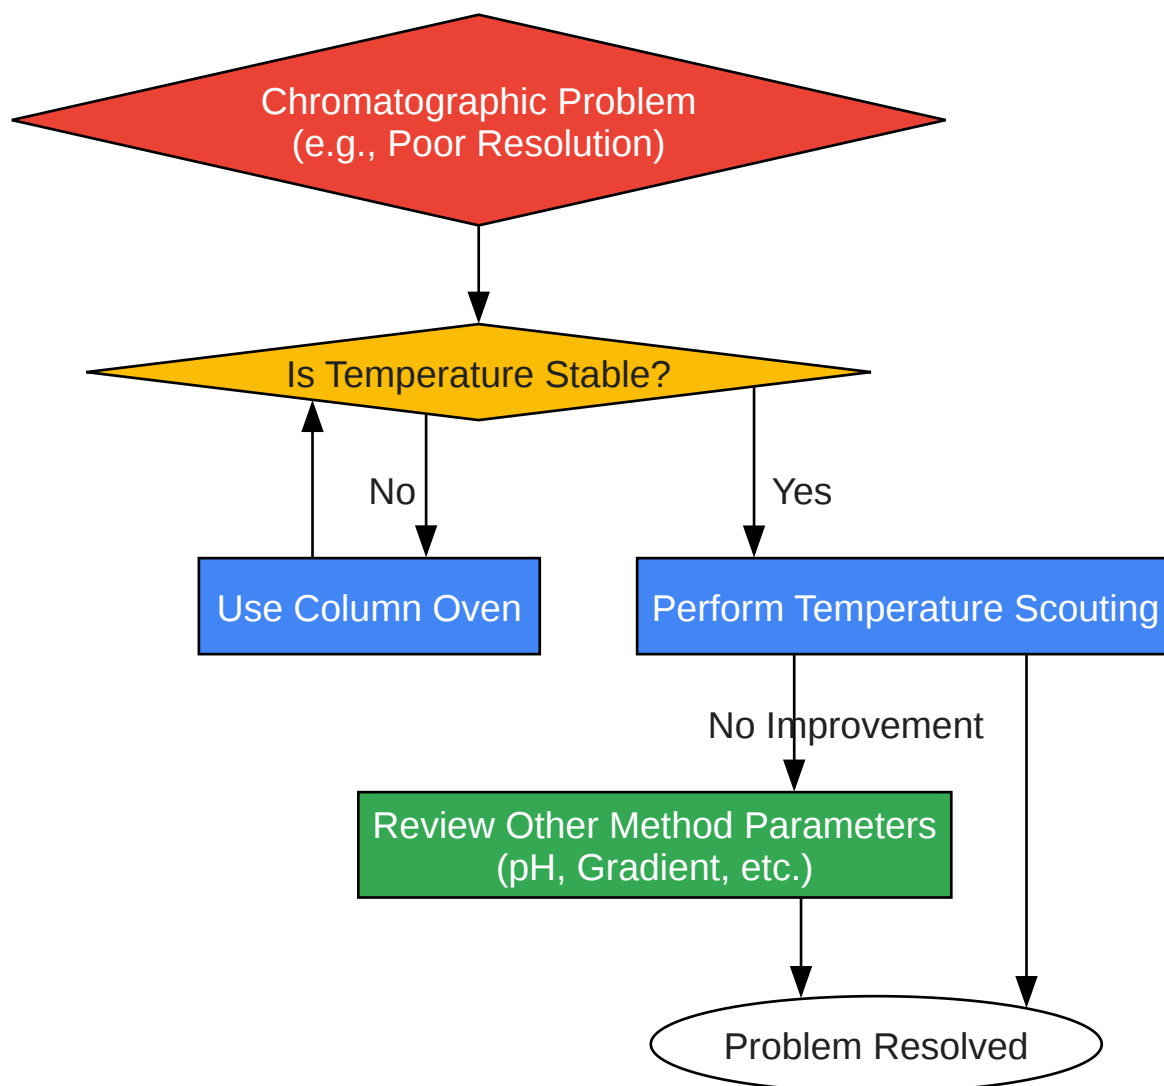 Chromatographic Problem
(e.g., Poor Resolution)
Is Temperature Stable?
No
Yes
Use Column Oven
Perform Temperature Scouting
No Improvement
Review Other Method Parameters
(pH, Gradient, etc.)
Problem Resolved